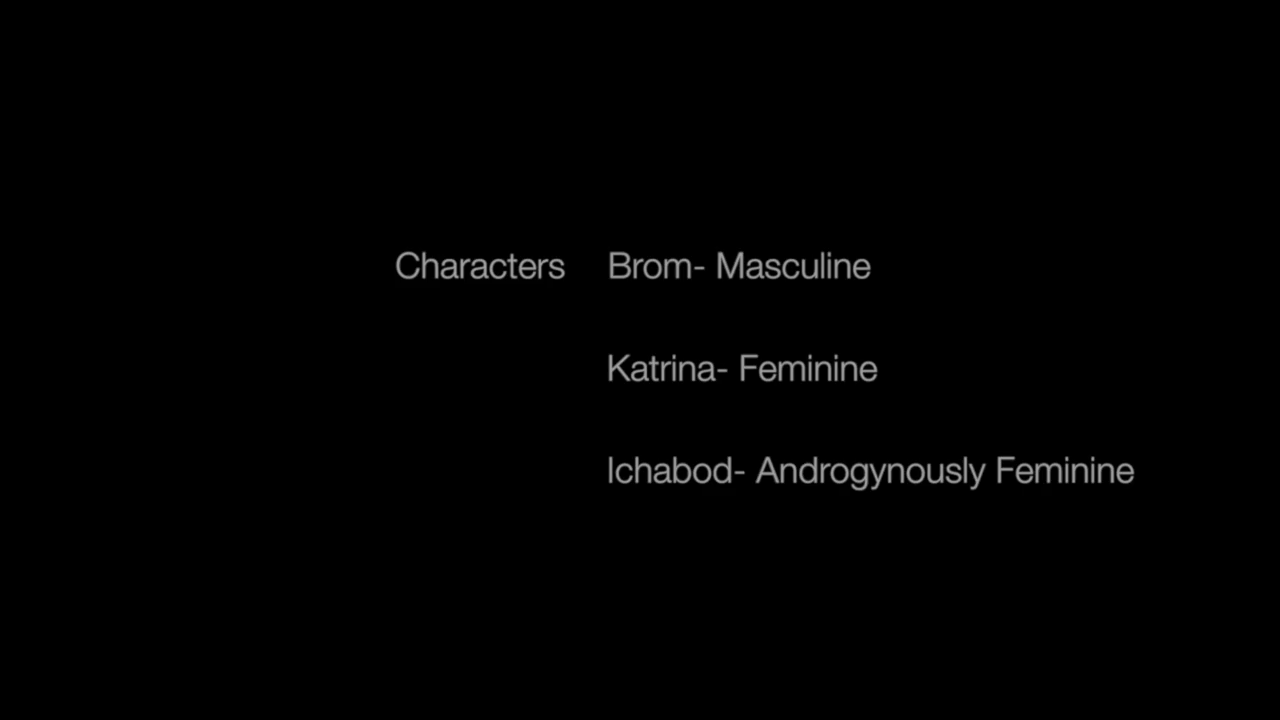 Characters Brom- Masculine
Katrina- Feminine
Ichabod- Androgynously Feminine